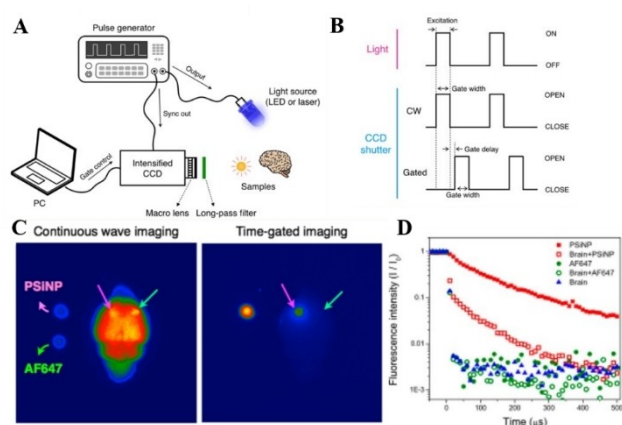 A
Pulse generator
Output
Light source
(LED or laser)
Sync out
Gate control
Intensified
CCD
PC
Macro lens
Long-pass filter
Samples
B
Excitation
Light
ON
OFF
Gate width
CW
OPEN
CLOSE
CCD
shutter
Gate delay
Gated
OPEN
Gate width
CLOSE
C
Continuous wave imaging
Time-gated imaging
PSiNP
AF647
D
Fluorescence intensity (I / I₀)
1
0.1
0.01
1E-3
0
100
200
300
400
500
Time (μs)
PSiNP
Brain+PSiNP
AF647
Brain+AF647
Brain